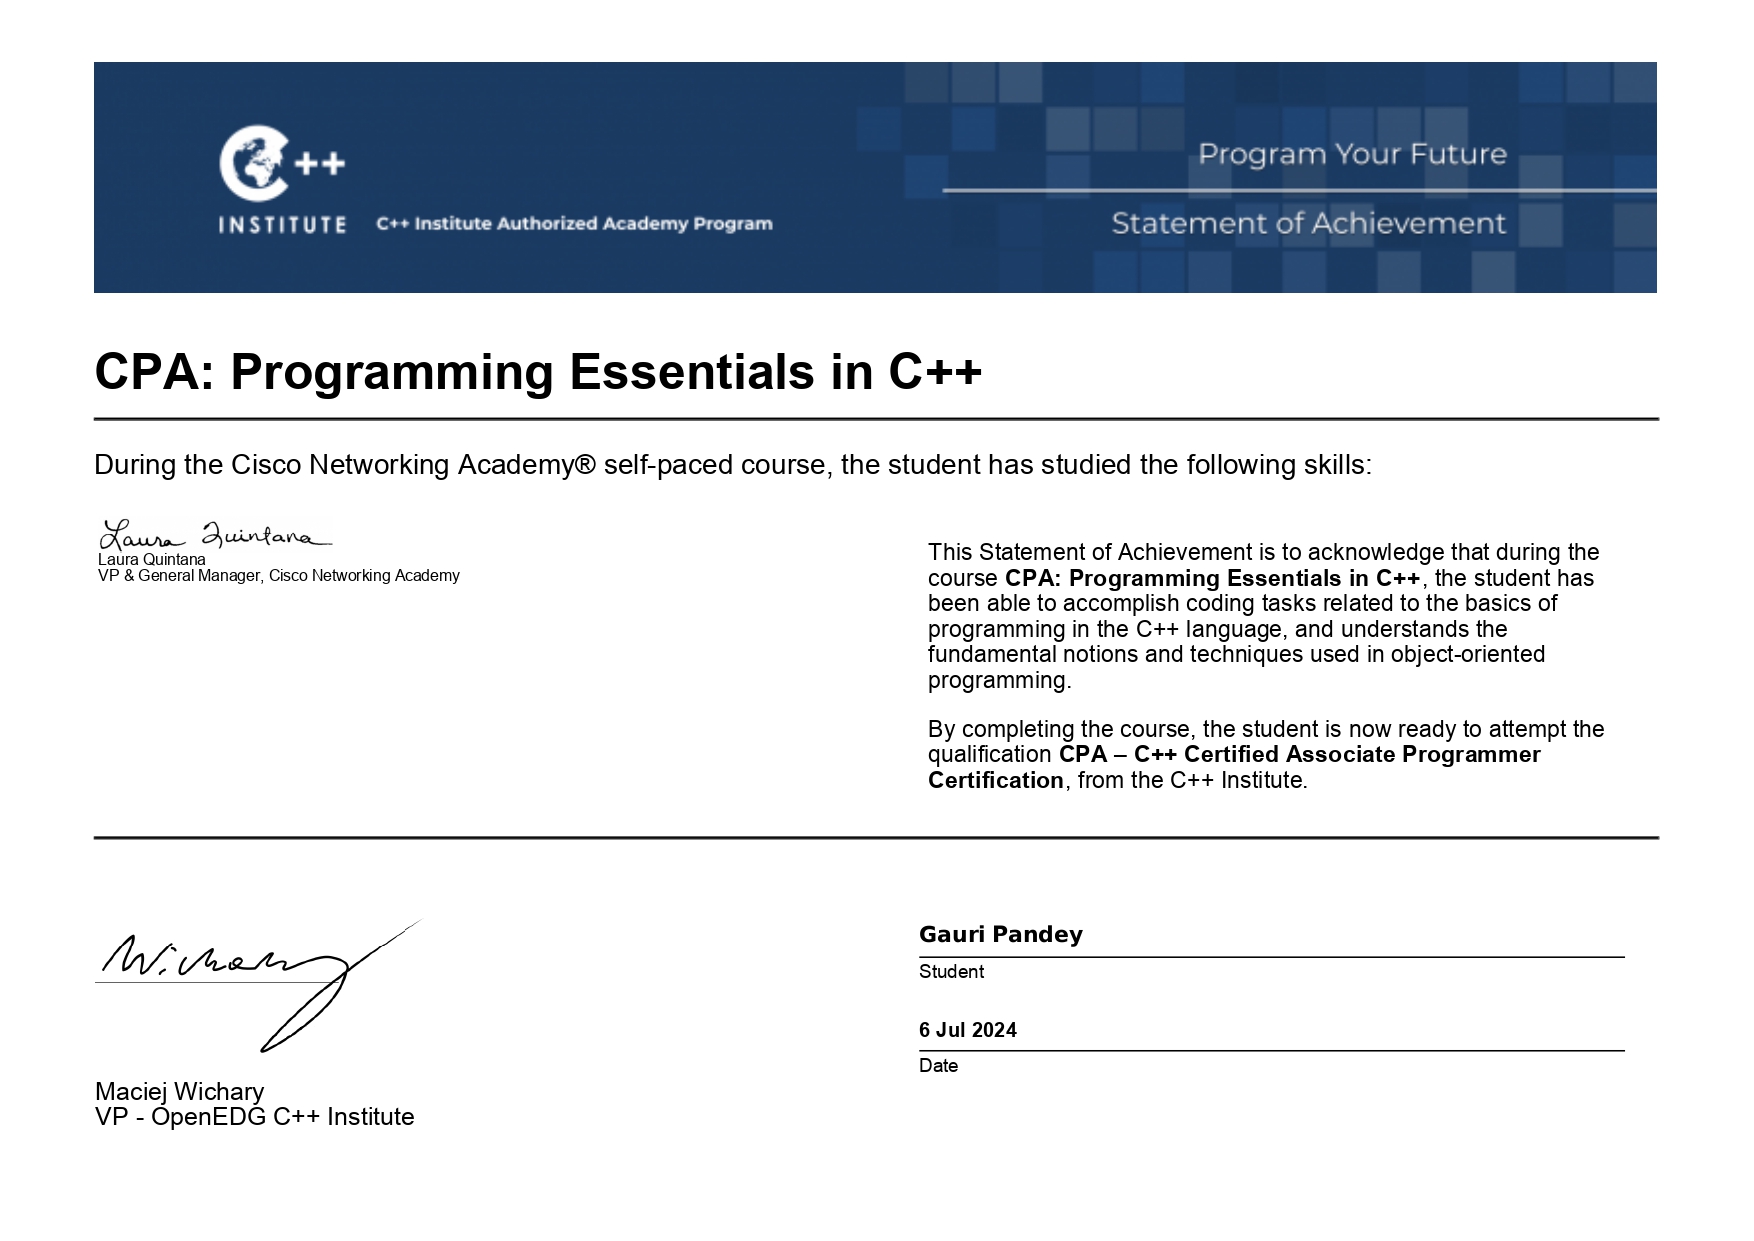 C++
INSTITUTE
C++ Institute Authorized Academy Program
Program Your Future
Statement of Achievement
CPA: Programming Essentials in C++
During the Cisco Networking Academy® self-paced course, the student has studied the following skills:
Laura Quintana
Laura Quintana
VP & General Manager, Cisco Networking Academy
This Statement of Achievement is to acknowledge that during the
course CPA: Programming Essentials in C++, the student has
been able to accomplish coding tasks related to the basics of
programming in the C++ language, and understands the
fundamental notions and techniques used in object-oriented
programming.
By completing the course, the student is now ready to attempt the
qualification CPA – C++ Certified Associate Programmer
Certification, from the C++ Institute.
Wichary
Maciej Wichary
VP - OpenEDG C++ Institute
Gauri Pandey
Student
6 Jul 2024
Date